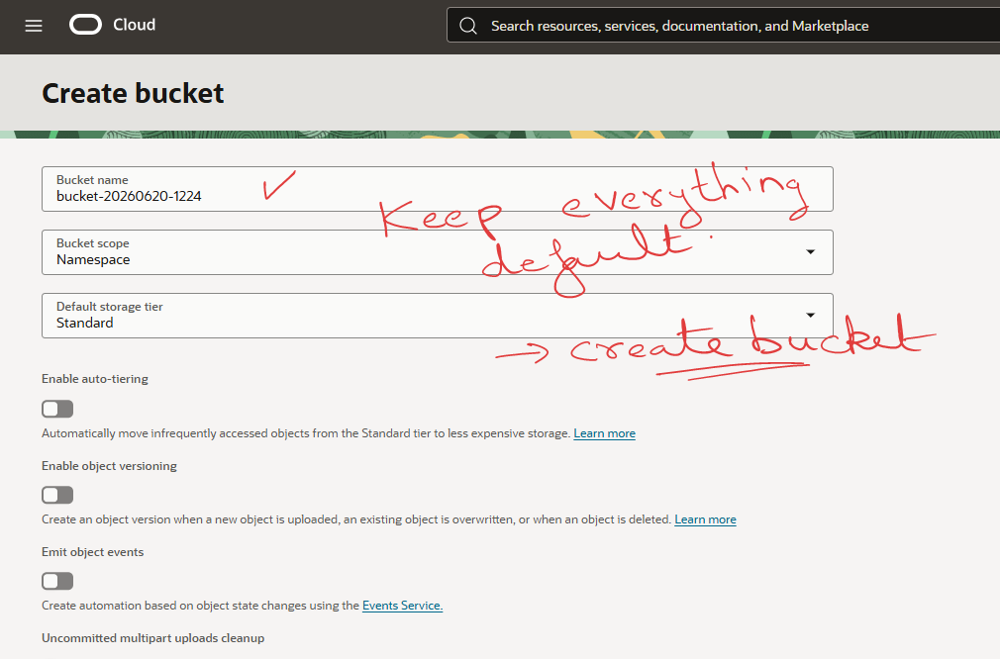 Cloud
Search resources, services, documentation, and Marketplace
Create bucket
Bucket name
bucket-20260620-1224
Keep everything
default.
Bucket scope
Namespace
Default storage tier
Standard
→ create bucket
Enable auto-tiering
Automatically move infrequently accessed objects from the Standard tier to less expensive storage. Learn more
Enable object versioning
Create an object version when a new object is uploaded, an existing object is overwritten, or when an object is deleted. Learn more
Emit object events
Create automation based on object state changes using the Events Service.
Uncommitted multipart uploads cleanup